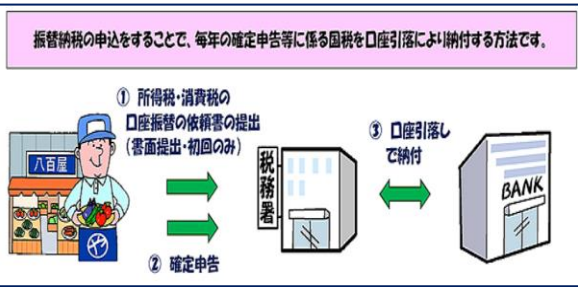 振替納税の申込をすることで、毎年の確定申告等に係る国税を口座引落により納付する方法です。
① 所得税・消費税の
口座振替の依頼書の提出
(書面提出・初回のみ)
八百屋
や
② 確定申告
税務署
③ 口座引落し
で納付
BANK